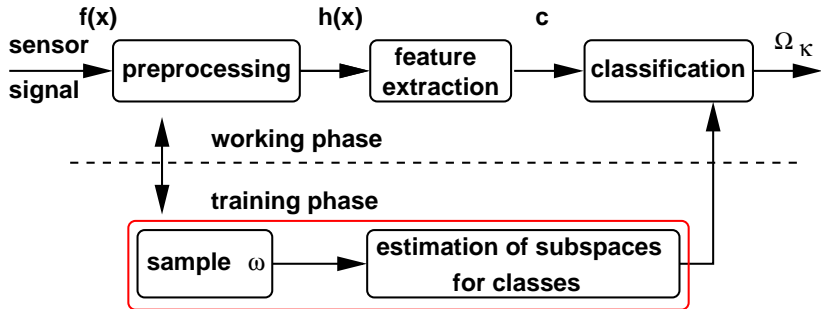 f(x) h(x) c
sensor
signal
preprocessing
feature
extraction
classification
Ω κ
working phase
training phase
sample ω
estimation of subspaces
for classes